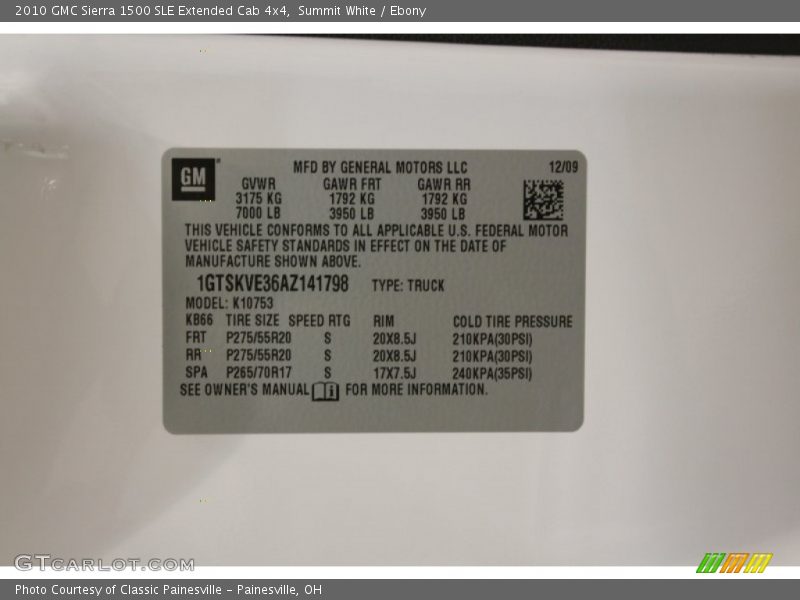 2010 GMC Sierra 1500 SLE Extended Cab 4x4, Summit White / Ebony
GM
MFD BY GENERAL MOTORS LLC 12/09
GVWR GAWR FRT GAWR RR
3175 KG 1792 KG 1792 KG
7000 LB 3950 LB 3950 LB
THIS VEHICLE CONFORMS TO ALL APPLICABLE U.S. FEDERAL MOTOR
VEHICLE SAFETY STANDARDS IN EFFECT ON THE DATE OF
MANUFACTURE SHOWN ABOVE.
1GTSKVE36AZ141798 TYPE: TRUCK
MODEL: K10753
KB66 TIRE SIZE SPEED RTG RIM COLD TIRE PRESSURE
FRT P275/55R20 S 20X8.5J 210KPA(30PSI)
RR P275/55R20 S 20X8.5J 210KPA(30PSI)
SPA P265/70R17 S 17X7.5J 240KPA(35PSI)
SEE OWNER'S MANUAL FOR MORE INFORMATION.
GTcarlot.com
Photo Courtesy of Classic Painesville - Painesville, OH